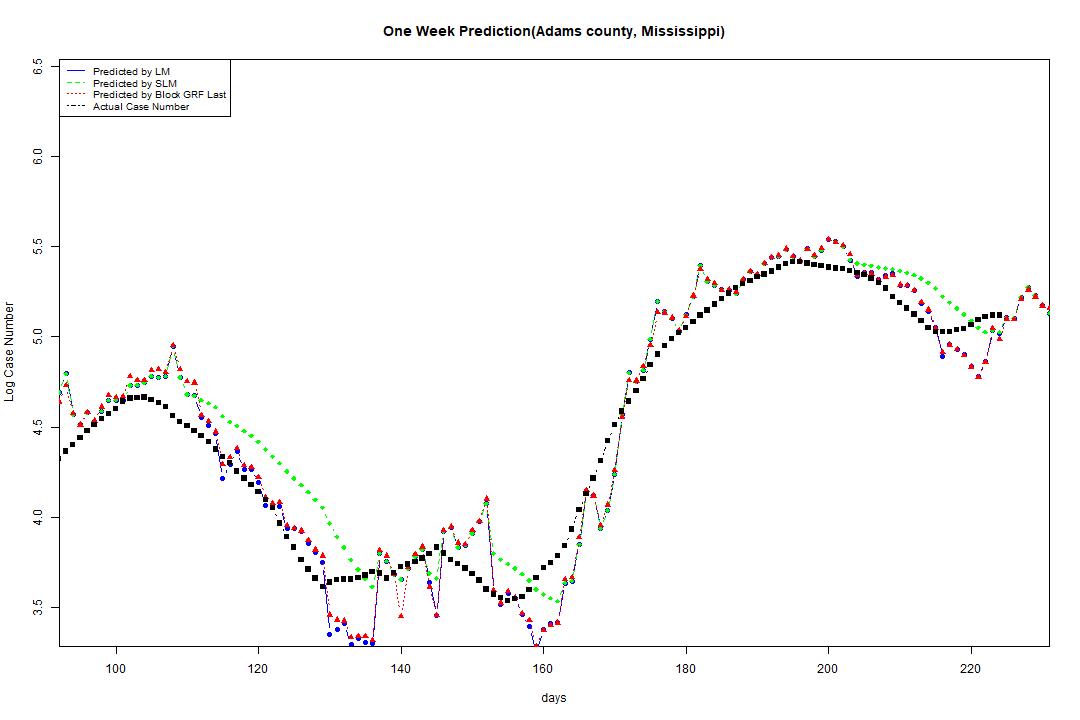 One Week Prediction(Adams county, Mississippi)
Predicted by LM
Predicted by SLM
Predicted by Block GRF Last
Actual Case Number
6.5
6.0
5.5
5.0
4.5
4.0
3.5
Log Case Number
100 120 140 160 180 200 220
days